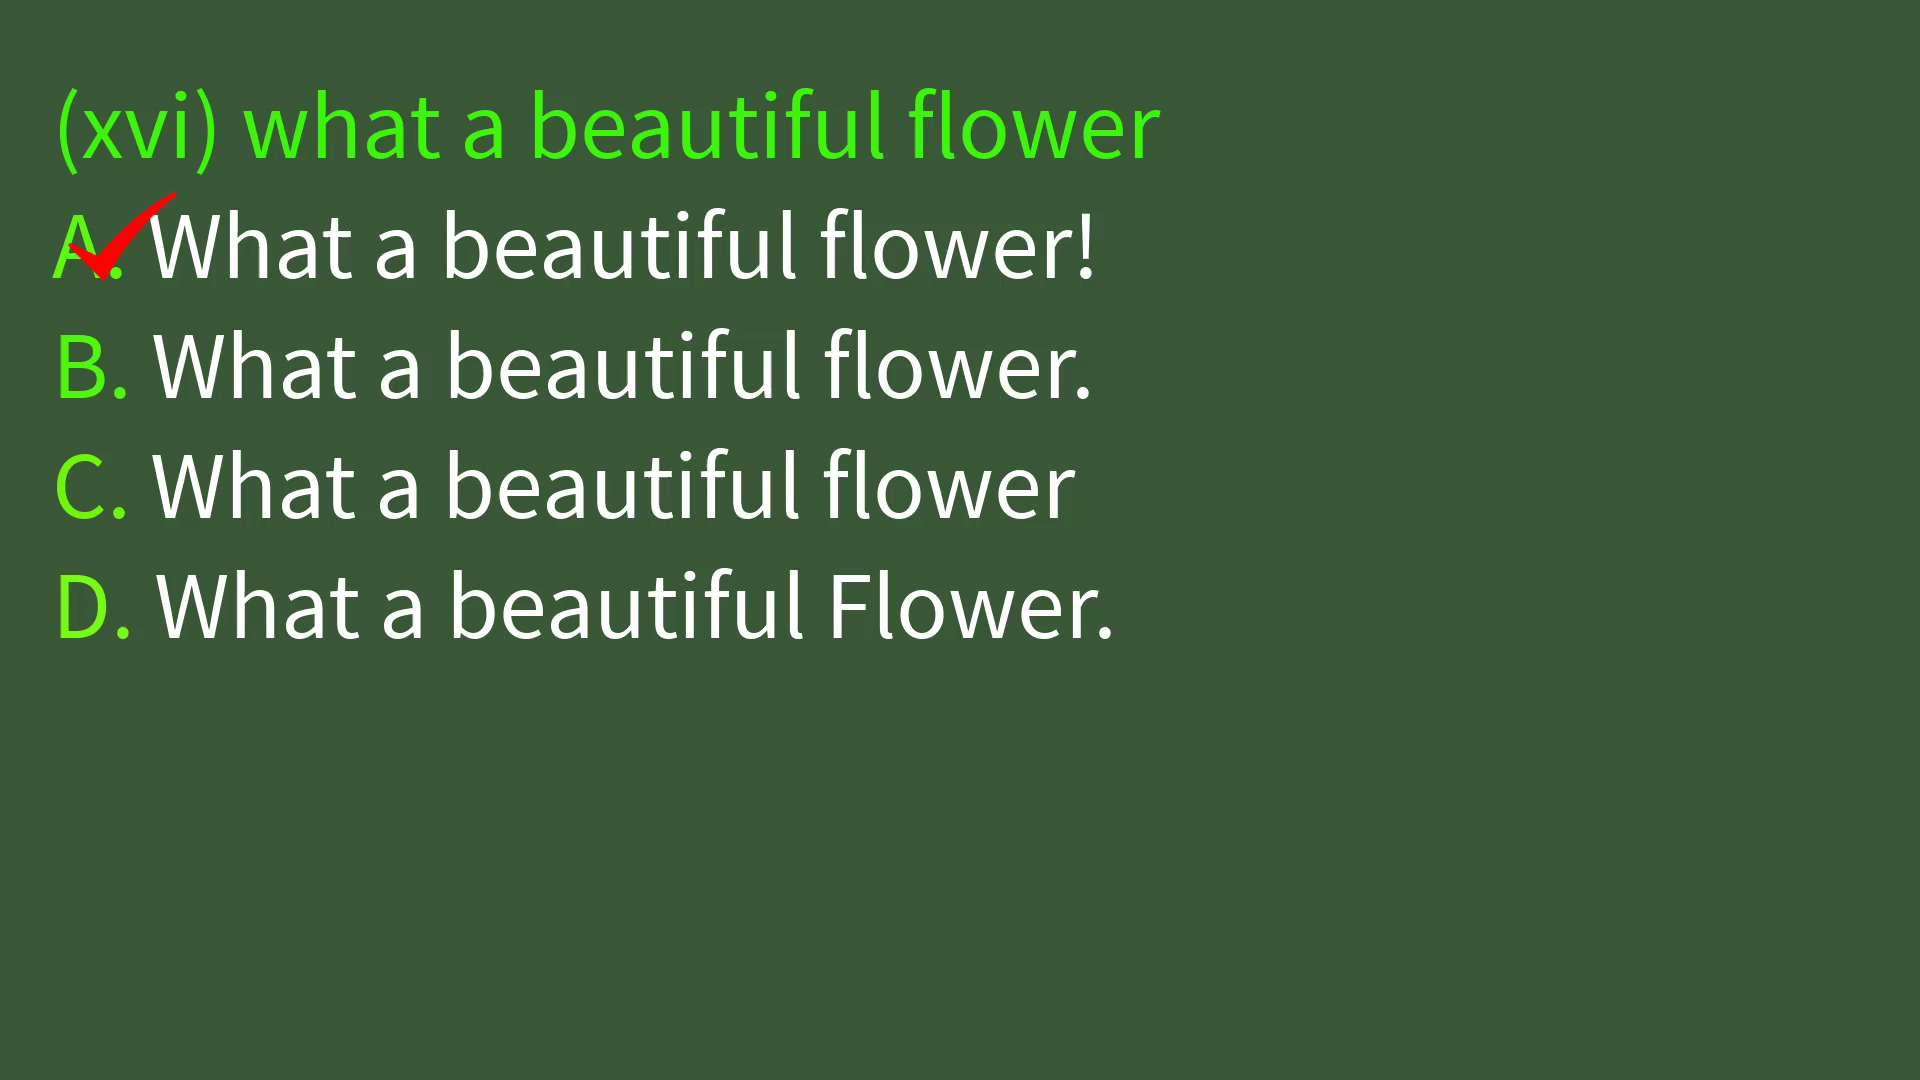 (xvi) what a beautiful flower
A. What a beautiful flower!
B. What a beautiful flower.
C. What a beautiful flower
D. What a beautiful Flower.